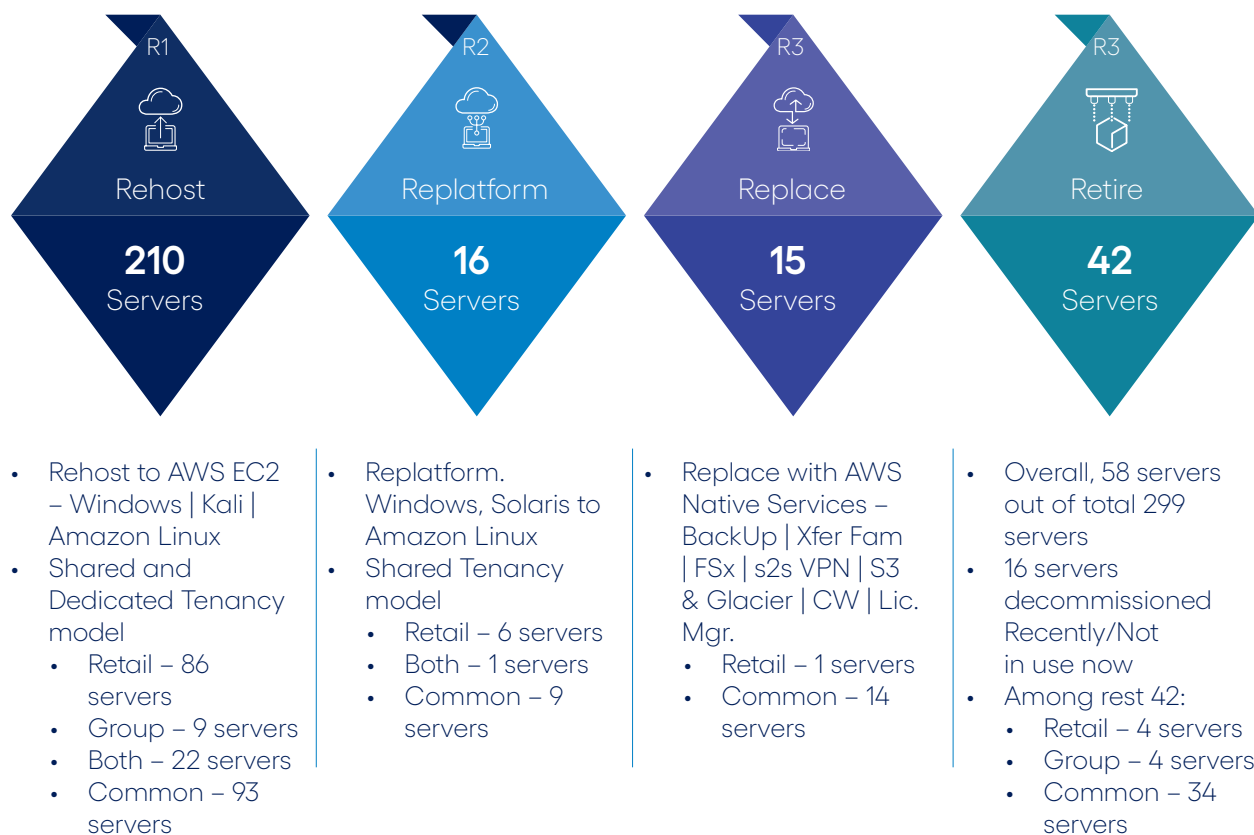 R1
Rehost
210
Servers
R2
Replatform
16
Servers
R3
Replace
15
Servers
R3
Retire
42
Servers
• Rehost to AWS EC2
– Windows | Kali |
Amazon Linux
• Shared and
Dedicated Tenancy
model
• Retail – 86
servers
• Group – 9 servers
• Both – 22 servers
• Common – 93
servers
• Replatform.
Windows, Solaris to
Amazon Linux
• Shared Tenancy
model
• Retail – 6 servers
• Both – 1 servers
• Common – 9
servers
• Replace with AWS
Native Services –
BackUp | Xfer Fam
| FSx | s2s VPN | S3
& Glacier | CW | Lic.
Mgr.
• Retail – 1 servers
• Common – 14
servers
• Overall, 58 servers
out of total 299
servers
• 16 servers
decommissioned
Recently/Not
in use now
• Among rest 42:
• Retail – 4 servers
• Group – 4 servers
• Common – 34
servers